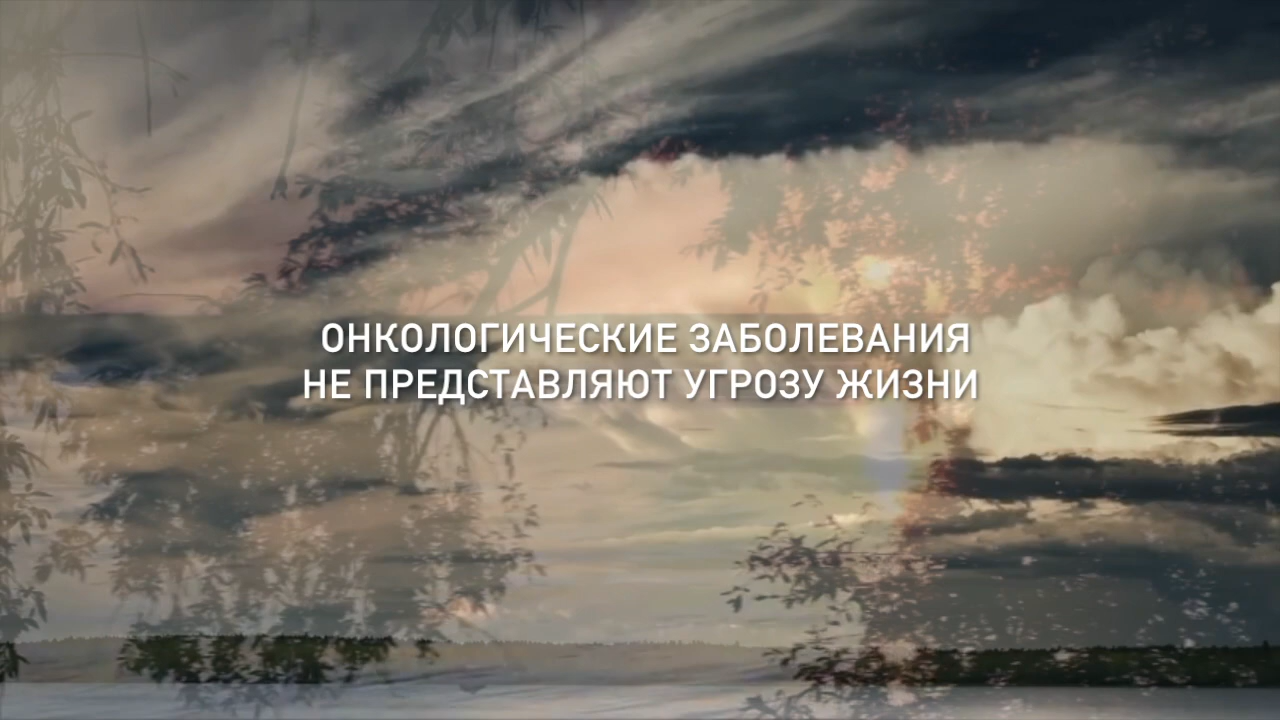 ОНКОЛОГИЧЕСКИЕ ЗАБОЛЕВАНИЯ
НЕ ПРЕДСТАВЛЯЮТ УГРОЗУ ЖИЗНИ